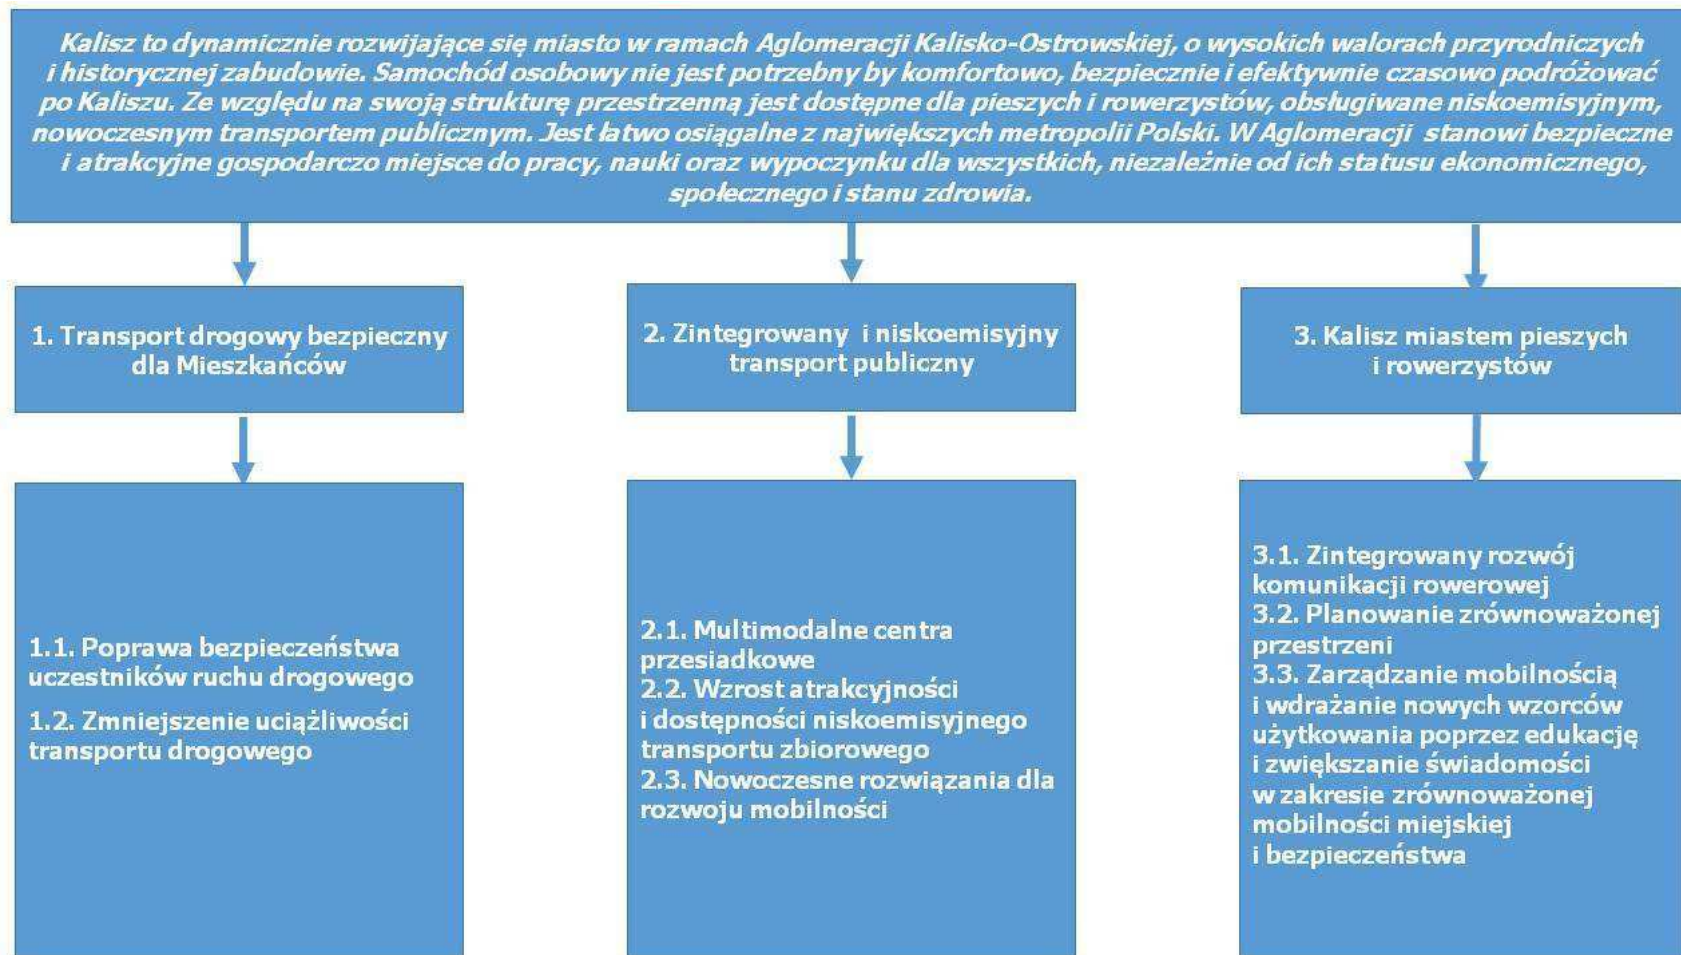 Kalisz to dynamicznie rozwijające się miasto w ramach Aglomeracji Kalisko-Ostrowskiej, o wysokich walorach przyrodniczych
i historycznej zabudowie. Samochód osobowy nie jest potrzebny by komfortowo, bezpiecznie i efektywnie czasowo podróżować
po Kaliszu. Ze względu na swoją strukturę przestrzenną jest dostępne dla pieszych i rowerzystów, obsługiwane niskoemisyjnym,
nowoczesnym transportem publicznym. Jest łatwo osiągalne z największych metropolii Polski. W Aglomeracji stanowi bezpieczne
i atrakcyjne gospodarczo miejsce do pracy, nauki oraz wypoczynku dla wszystkich, niezależnie od ich statusu ekonomicznego,
społecznego i stanu zdrowia.
1. Transport drogowy bezpieczny
dla Mieszkańców
2. Zintegrowany i niskoemisyjny
transport publiczny
3. Kalisz miastem pieszych
i rowerzystów
1.1. Poprawa bezpieczeństwa
uczestników ruchu drogowego
1.2. Zmniejszenie uciążliwości
transportu drogowego
2.1. Multimodalne centra
przesiadkowe
2.2. Wzrost atrakcyjności
i dostępności niskoemisyjnego
transportu zbiorowego
2.3. Nowoczesne rozwiązania dla
rozwoju mobilności
3.1. Zintegrowany rozwój
komunikacji rowerowej
3.2. Planowanie zrównoważonej
przestrzeni
3.3. Zarządzanie mobilnością
i wdrażanie nowych wzorców
użytkowania poprzez edukację
i zwiększanie świadomości
w zakresie zrównoważonej
mobilności miejskiej
i bezpieczeństwa